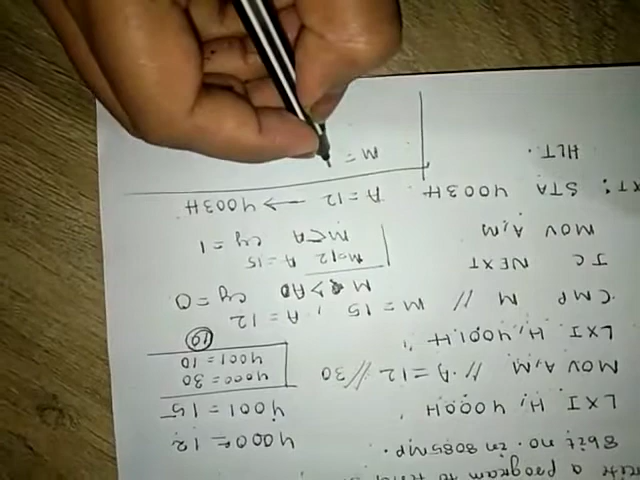 a program to
8bit no. in 8085 MP.
4000 = 12
LXI H, 4000H
4001 = 15
MOV A,M // A = 12 // 30
4000 = 30
4001 = 10
LXI H, 4001H ;
10
CMP M // M = 15 , A = 12
M > A cy = 0
JC NEXT
M=12 A = 15
MOV A,M
M < A cy = 1
STA 4003H
A = 12 → 4003H
HLT.
M =